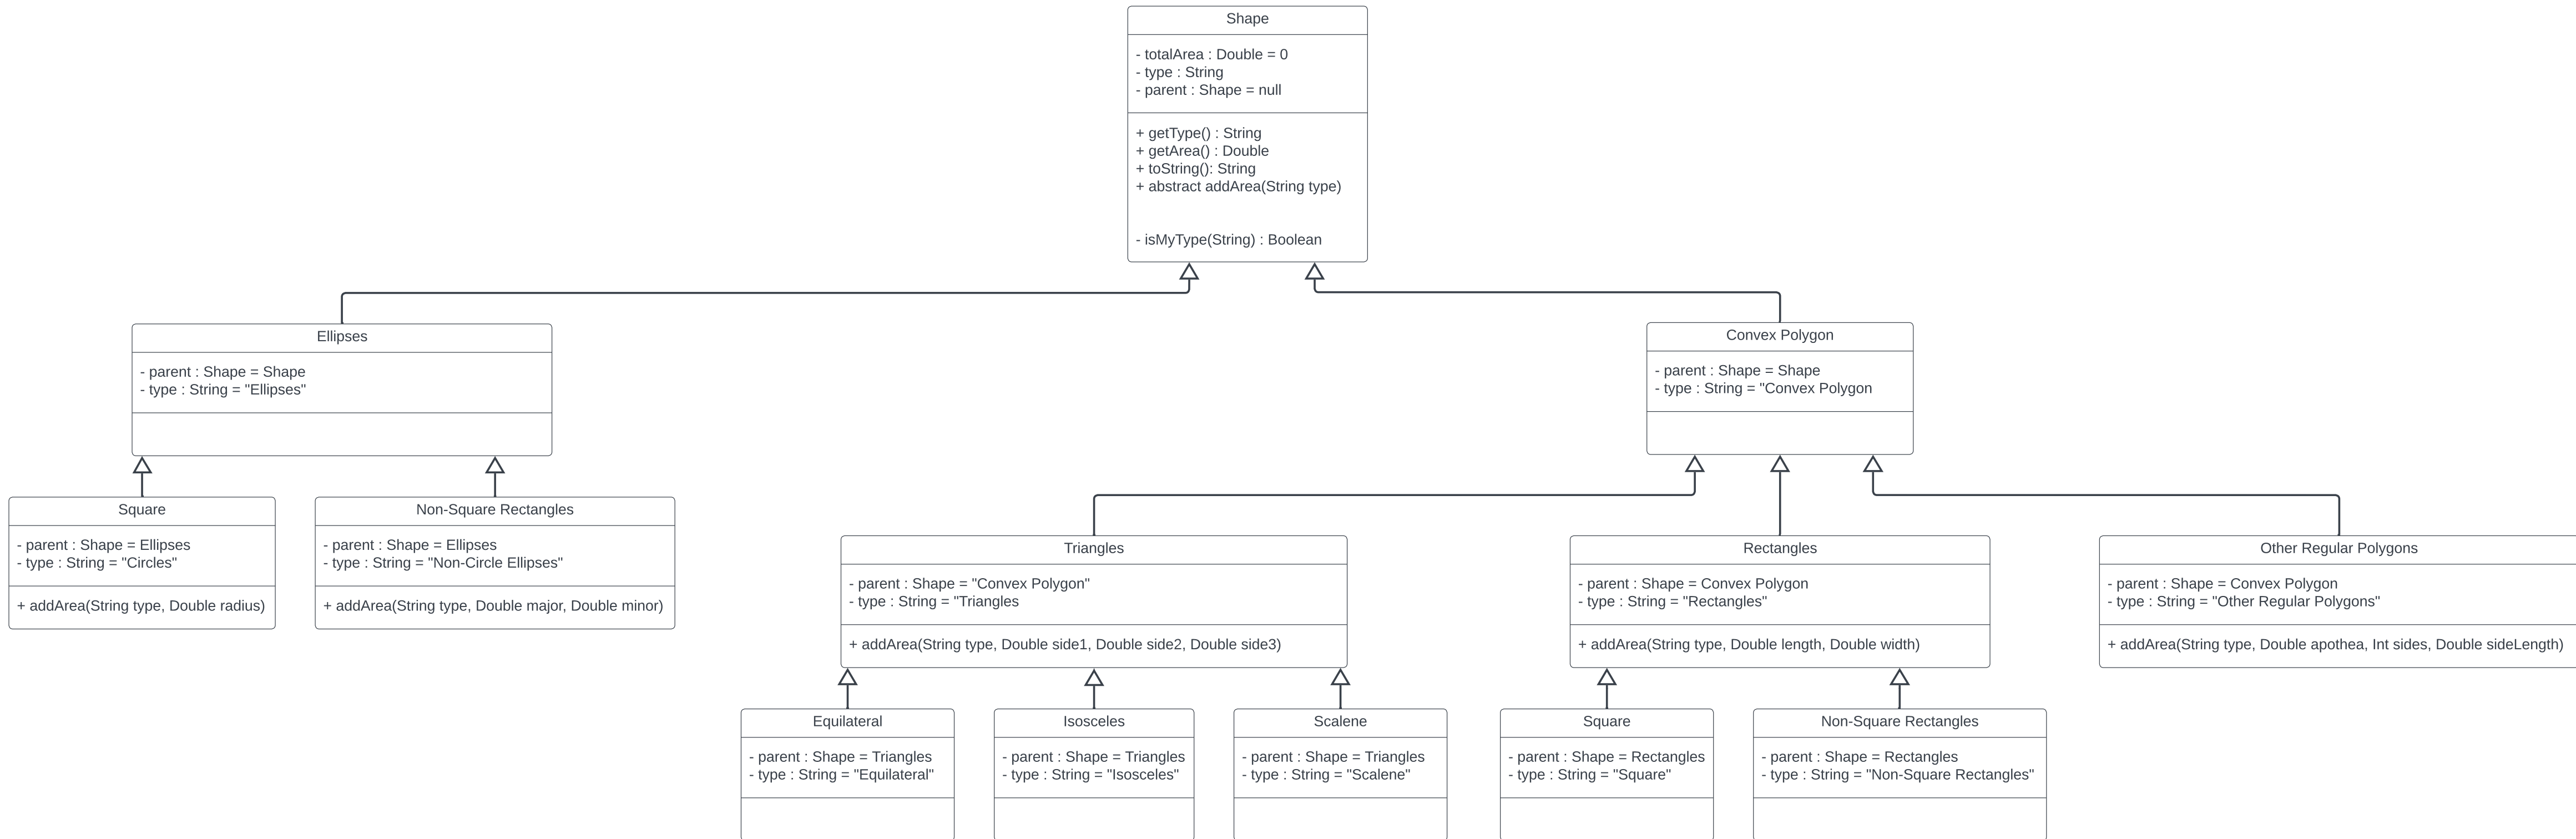 Shape
- totalArea : Double = 0
- type : String
- parent : Shape = null
+ getType() : String
+ getArea() : Double
+ toString(): String
+ abstract addArea(String type)
- isMyType(String) : Boolean
Ellipses
- parent : Shape = Shape
- type : String = "Ellipses"
Convex Polygon
- parent : Shape = Shape
- type : String = "Convex Polygon
Square
- parent : Shape = Ellipses
- type : String = "Circles"
+ addArea(String type, Double radius)
Non-Square Rectangles
- parent : Shape = Ellipses
- type : String = "Non-Circle Ellipses"
+ addArea(String type, Double major, Double minor)
Triangles
- parent : Shape = "Convex Polygon"
- type : String = "Triangles
+ addArea(String type, Double side1, Double side2, Double side3)
Rectangles
- parent : Shape = Convex Polygon
- type : String = "Rectangles"
+ addArea(String type, Double length, Double width)
Other Regular Polygons
- parent : Shape = Convex Polygon
- type : String = "Other Regular Polygons"
+ addArea(String type, Double apothea, Int sides, Double sideLength)
Equilateral
- parent : Shape = Triangles
- type : String = "Equilateral"
Isosceles
- parent : Shape = Triangles
- type : String = "Isosceles"
Scalene
- parent : Shape = Triangles
- type : String = "Scalene"
Square
- parent : Shape = Rectangles
- type : String = "Square"
Non-Square Rectangles
- parent : Shape = Rectangles
- type : String = "Non-Square Rectangles"